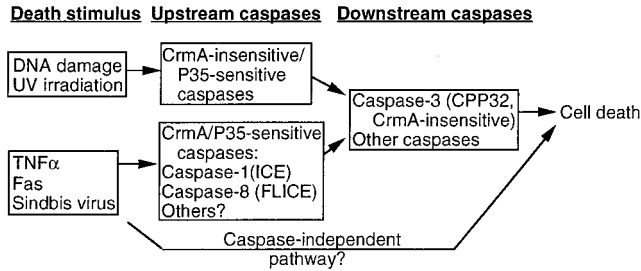 Death stimulus Upstream caspases Downstream caspases
DNA damage
UV irradiation
CrmA-insensitive/
P35-sensitive
caspases
TNFα
Fas
Sindbis virus
CrmA/P35-sensitive
caspases:
Caspase-1(ICE)
Caspase-8 (FLICE)
Others?
Caspase-3 (CPP32,
CrmA-insensitive)
Other caspases
Cell death
Caspase-independent
pathway?